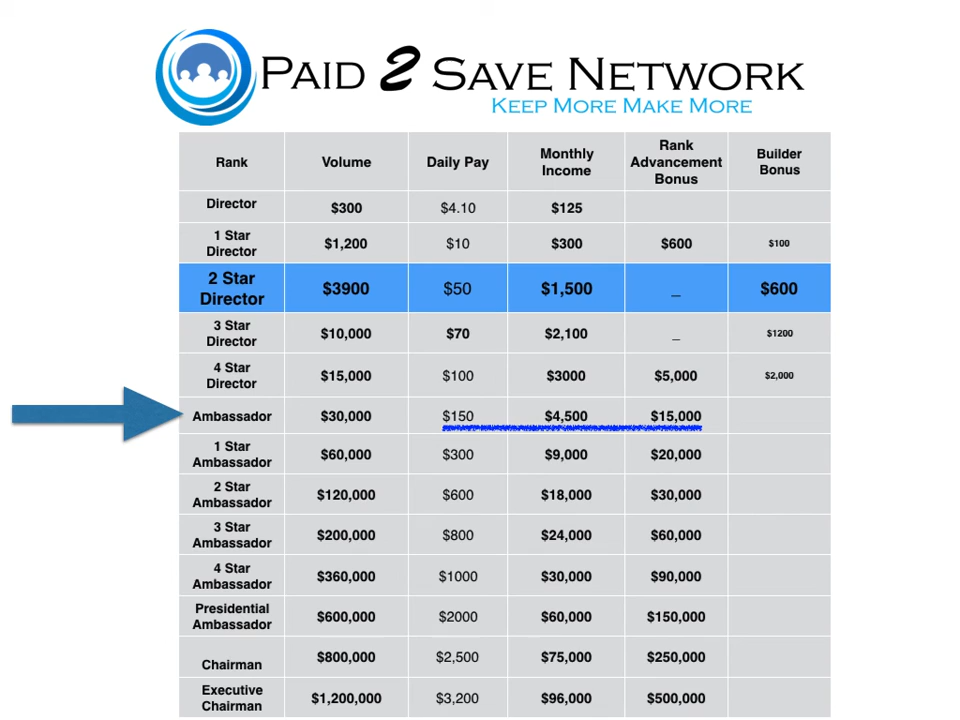 PAID 2 SAVE NETWORK
KEEP MORE MAKE MORE
Rank Volume Daily Pay Monthly Income Rank Advancement Bonus Builder Bonus
Director $300 $4.10 $125
1 Star Director $1,200 $10 $300 $600 $100
2 Star Director $3900 $50 $1,500 _ $600
3 Star Director $10,000 $70 $2,100 _ $1200
4 Star Director $15,000 $100 $3000 $5,000 $2,000
Ambassador $30,000 $150 $4,500 $15,000
1 Star Ambassador $60,000 $300 $9,000 $20,000
2 Star Ambassador $120,000 $600 $18,000 $30,000
3 Star Ambassador $200,000 $800 $24,000 $60,000
4 Star Ambassador $360,000 $1000 $30,000 $90,000
Presidential Ambassador $600,000 $2000 $60,000 $150,000
Chairman $800,000 $2,500 $75,000 $250,000
Executive Chairman $1,200,000 $3,200 $96,000 $500,000